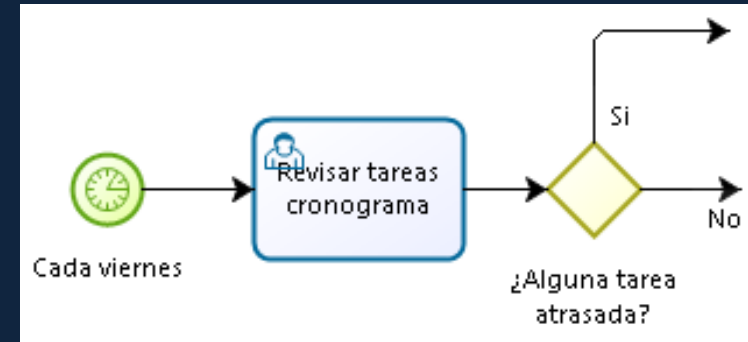 Cada viernes
Revisar tareas
cronograma
¿Alguna tarea
atrasada?
Si
No